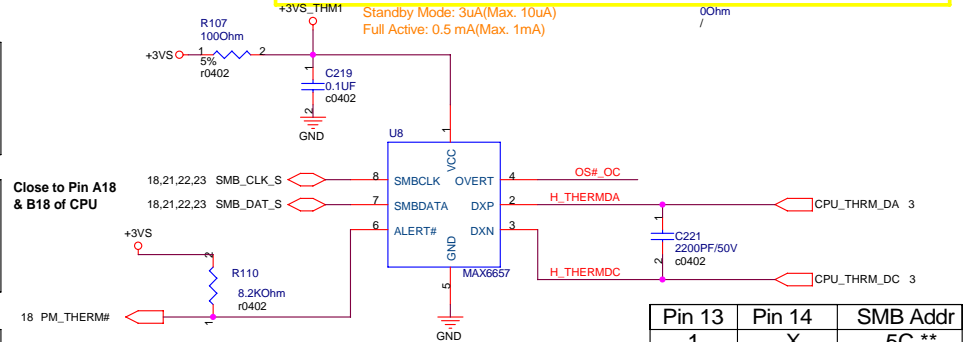 +3VS_THM1
Standby Mode: 3uA(Max. 10uA)
Full Active: 0.5 mA(Max. 1mA)
0Ohm
/
R107
100Ohm
+3VS
1
2
5%
r0402
1
C219
0.1UF
c0402
2
GND
U8
1
VCC
Close to Pin A18
& B18 of CPU
18,21,22,23 SMB_CLK_S
8
SMBCLK
OVERT
4
OS#_OC
18,21,22,23 SMB_DAT_S
7
SMBDATA
DXP
2
H_THERMDA
CPU_THRM_DA 3
6
ALERT#
DXN
3
1
C221
2200PF/50V
c0402
2
GND
MAX6657
H_THERMDC
CPU_THRM_DC 3
5
GND
+3VS
2
R110
8.2KOhm
r0402
1
18 PM_THERM#
Pin 13 Pin 14 SMB Addr
1 X 5C **